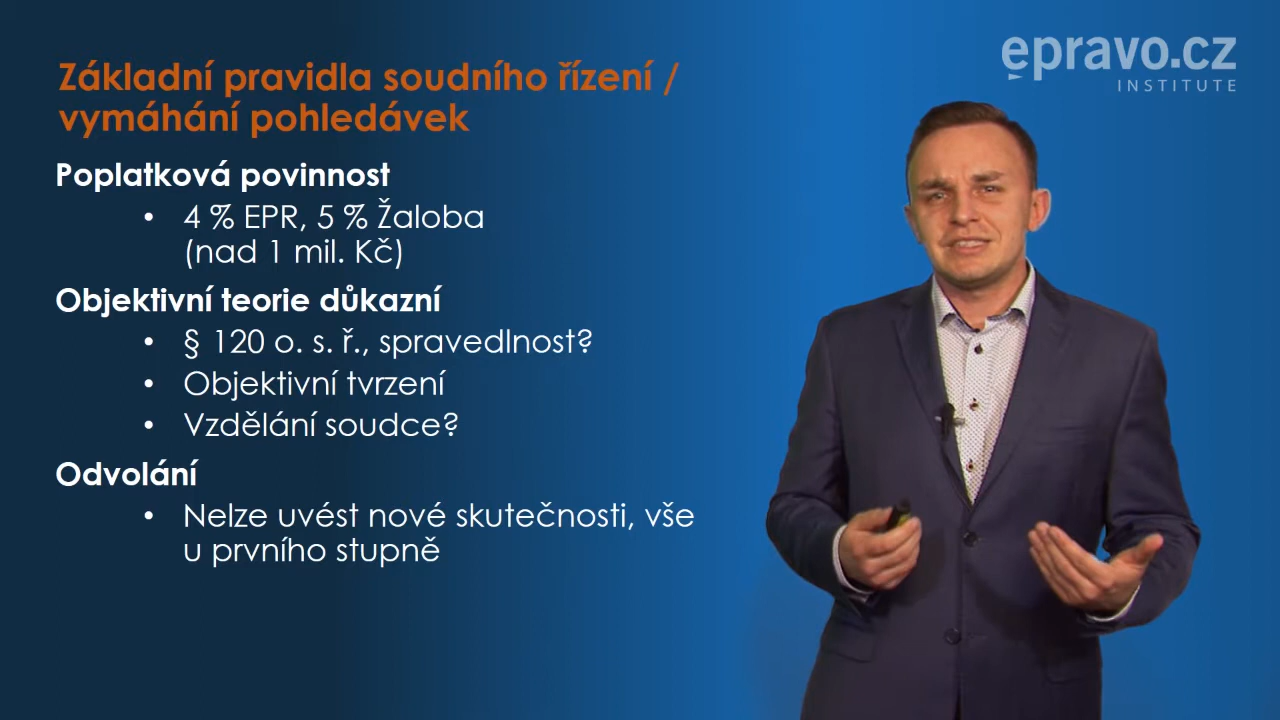 epravo.cz
INSTITUTE
Základní pravidla soudního řízení /
vymáhání pohledávek
Poplatková povinnost
• 4 % EPR, 5 % Žaloba
(nad 1 mil. Kč)
Objektivní teorie důkazní
• § 120 o. s. ř., spravedlnost?
• Objektivní tvrzení
• Vzdělání soudce?
Odvolání
• Nelze uvést nové skutečnosti, vše
u prvního stupně